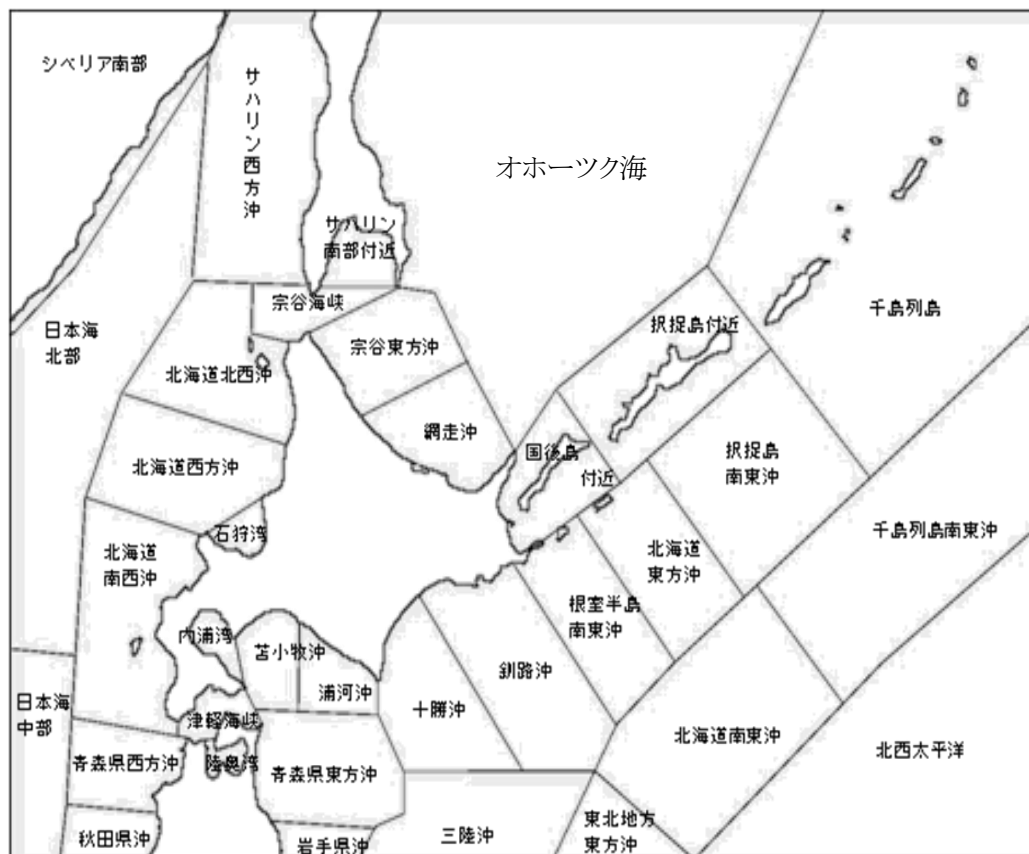 シベリア南部
サハリン西方沖
オホーツク海
サハリン
南部付近
宗谷海峡
択捉島付近
千島列島
日本海
北部
宗谷東方沖
北海道北西沖
網走沖
国後島
付近
択捉島
南東沖
北海道西方沖
石狩湾
北海道
南西沖
北海道
東方沖
千島列島南東沖
根室半島
南東沖
内浦湾
苫小牧沖
浦河沖
釧路沖
十勝沖
日本海
中部
津軽海峡
北海道南東沖
北西太平洋
青森県西方沖
陸奥湾
青森県東方沖
秋田県沖
岩手県沖
三陸沖
東北地方
東方沖